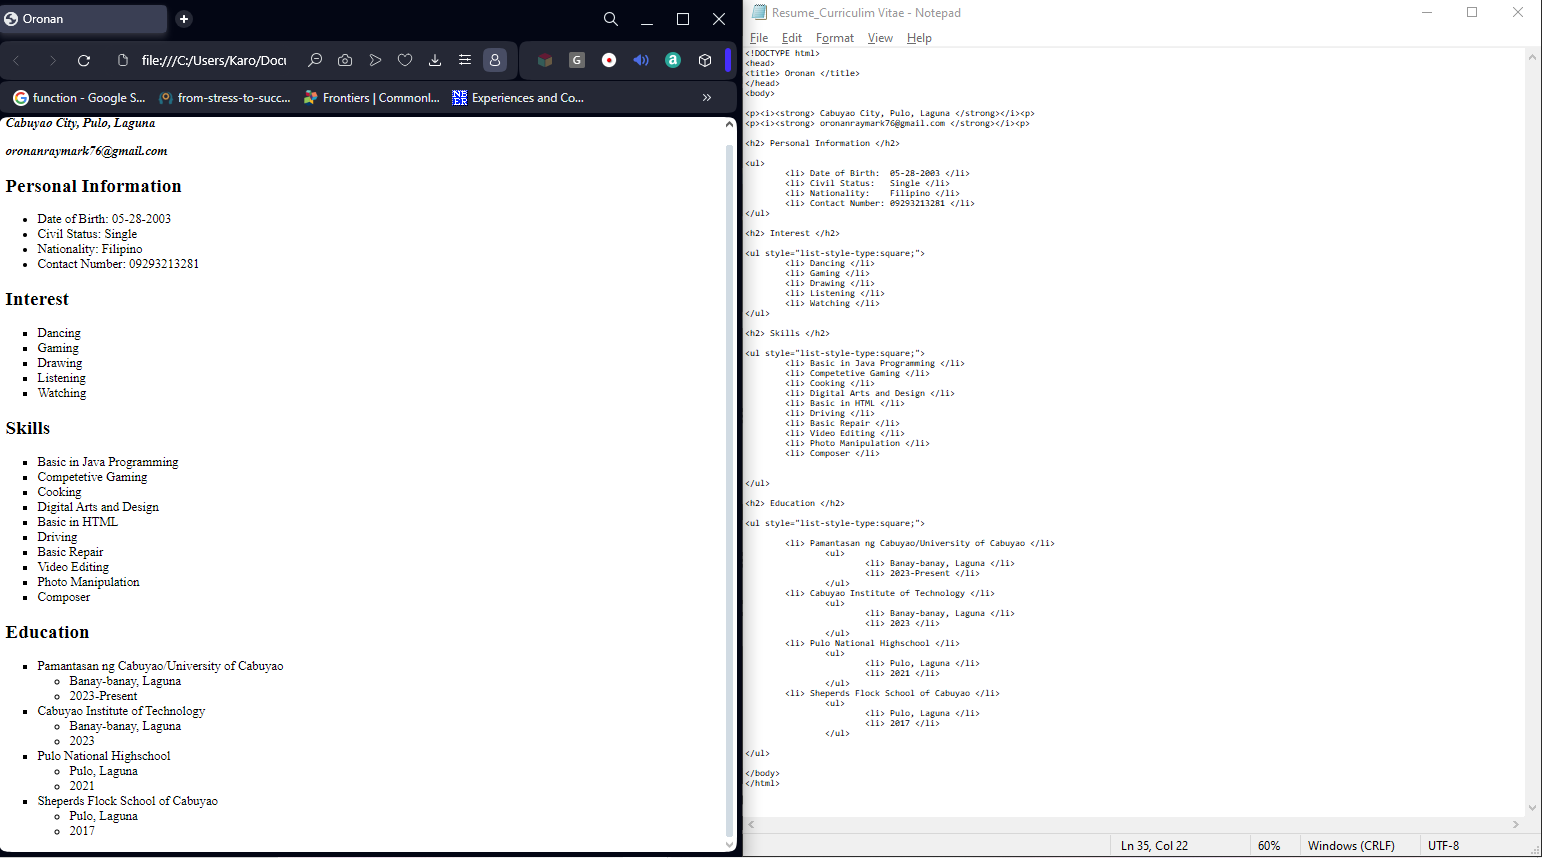 Oronan
file:///C:/Users/Karo/Docu
function - Google S...
from-stress-to-succ...
Frontiers | Commonl...
NBER
Experiences and Co...
Cabuyao City, Pulo, Laguna
oronanraymark76@gmail.com
Personal Information
Date of Birth: 05-28-2003
Civil Status: Single
Nationality: Filipino
Contact Number: 09293213281
Interest
Dancing
Gaming
Drawing
Listening
Watching
Skills
Basic in Java Programming
Competetive Gaming
Cooking
Digital Arts and Design
Basic in HTML
Driving
Basic Repair
Video Editing
Photo Manipulation
Composer
Education
Pamantasan ng Cabuyao/University of Cabuyao
Banay-banay, Laguna
2023-Present
Cabuyao Institute of Technology
Banay-banay, Laguna
2023
Pulo National Highschool
Pulo, Laguna
2021
Sheperds Flock School of Cabuyao
Pulo, Laguna
2017
Resume_Curriculim Vitae - Notepad
File Edit Format View Help
<!DOCTYPE html>
<head>
<title> Oronan </title>
</head>
<body>
<p><i><strong> Cabuyao City, Pulo, Laguna </strong></i><p>
<p><i><strong> oronanraymark76@gmail.com </strong></i><p>
<h2> Personal Information </h2>
<ul>
<li> Date of Birth: 05-28-2003 </li>
<li> Civil Status: Single </li>
<li> Nationality: Filipino </li>
<li> Contact Number: 09293213281 </li>
</ul>
<h2> Interest </h2>
<ul style="list-style-type:square;">
<li> Dancing </li>
<li> Gaming </li>
<li> Drawing </li>
<li> Listening </li>
<li> Watching </li>
</ul>
<h2> Skills </h2>
<ul style="list-style-type:square;">
<li> Basic in Java Programming </li>
<li> Competetive Gaming </li>
<li> Cooking </li>
<li> Digital Arts and Design </li>
<li> Basic in HTML </li>
<li> Driving </li>
<li> Basic Repair </li>
<li> Video Editing </li>
<li> Photo Manipulation </li>
<li> Composer </li>
</ul>
<h2> Education </h2>
<ul style="list-style-type:square;">
<li> Pamantasan ng Cabuyao/University of Cabuyao </li>
<ul>
<li> Banay-banay, Laguna </li>
<li> 2023-Present </li>
</ul>
<li> Cabuyao Institute of Technology </li>
<ul>
<li> Banay-banay, Laguna </li>
<li> 2023 </li>
</ul>
<li> Pulo National Highschool </li>
<ul>
<li> Pulo, Laguna </li>
<li> 2021 </li>
</ul>
<li> Sheperds Flock School of Cabuyao </li>
<ul>
<li> Pulo, Laguna </li>
<li> 2017 </li>
</ul>
</ul>
</body>
</html>
Ln 35, Col 22 60% Windows (CRLF) UTF-8